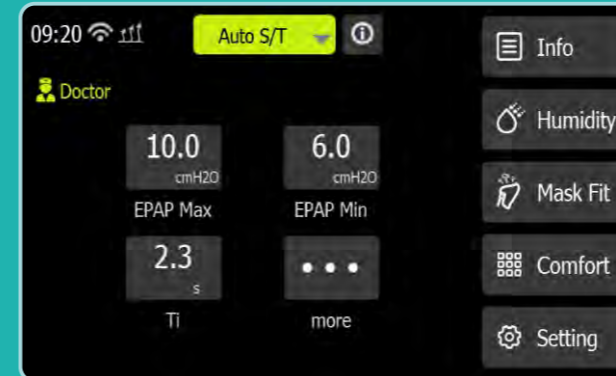 09:20
Auto S/T
Doctor
10.0
cmH2O
EPAP Max
6.0
cmH2O
EPAP Min
2.3
s
Ti
more
Info
Humidity
Mask Fit
Comfort
Setting